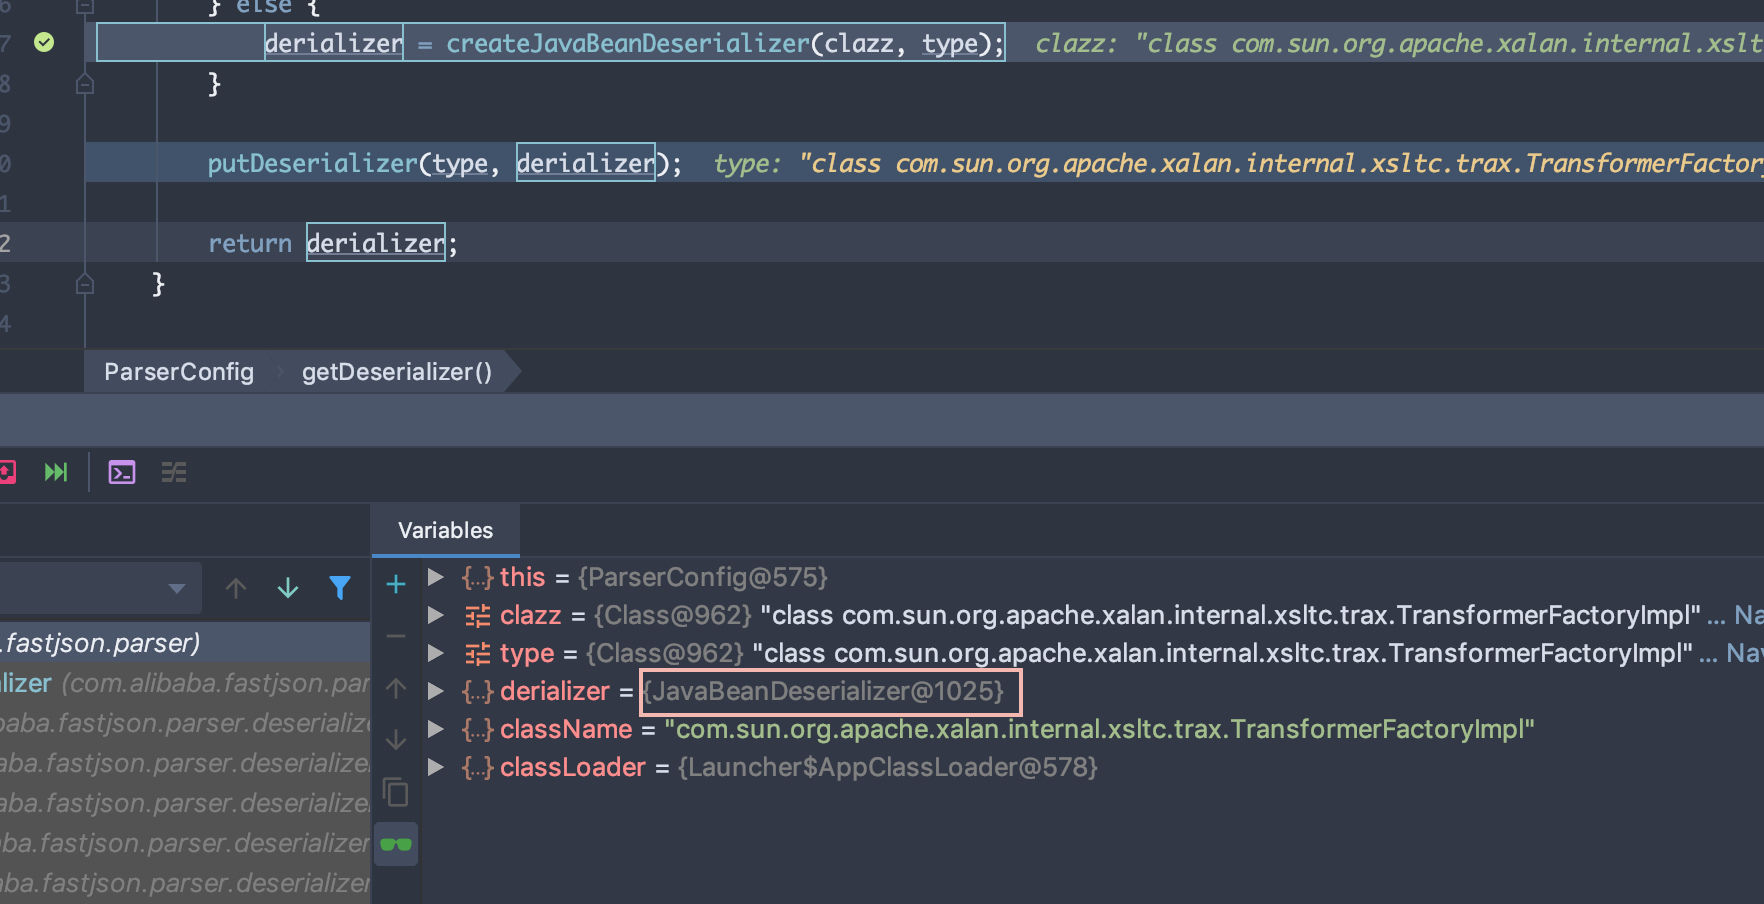 6 } else {
7 derializer = createJavaBeanDeserializer(clazz, type); clazz: "class com.sun.org.apache.xalan.internal.xslt
8 }
9
0 putDeserializer(type, derializer); type: "class com.sun.org.apache.xalan.internal.xsltc.trax.TransformerFactory
1
2 return derializer;
3 }
4
ParserConfig getDeserializer()
Variables
this = {ParserConfig@575}
clazz = {Class@962} "class com.sun.org.apache.xalan.internal.xsltc.trax.TransformerFactoryImpl" ... Na
.fastjson.parser)
type = {Class@962} "class com.sun.org.apache.xalan.internal.xsltc.trax.TransformerFactoryImpl" ... Nav
lizer (com.alibaba.fastjson.par
derializer = {JavaBeanDeserializer@1025}
baba.fastjson.parser.deserialize
className = "com.sun.org.apache.xalan.internal.xsltc.trax.TransformerFactoryImpl"
aba.fastjson.parser.deserialize
classLoader = {Launcher$AppClassLoader@578}
aba.fastjson.parser.deserialize
ba.fastjson.parser.deserializer
aba.fastjson.parser.deserializer